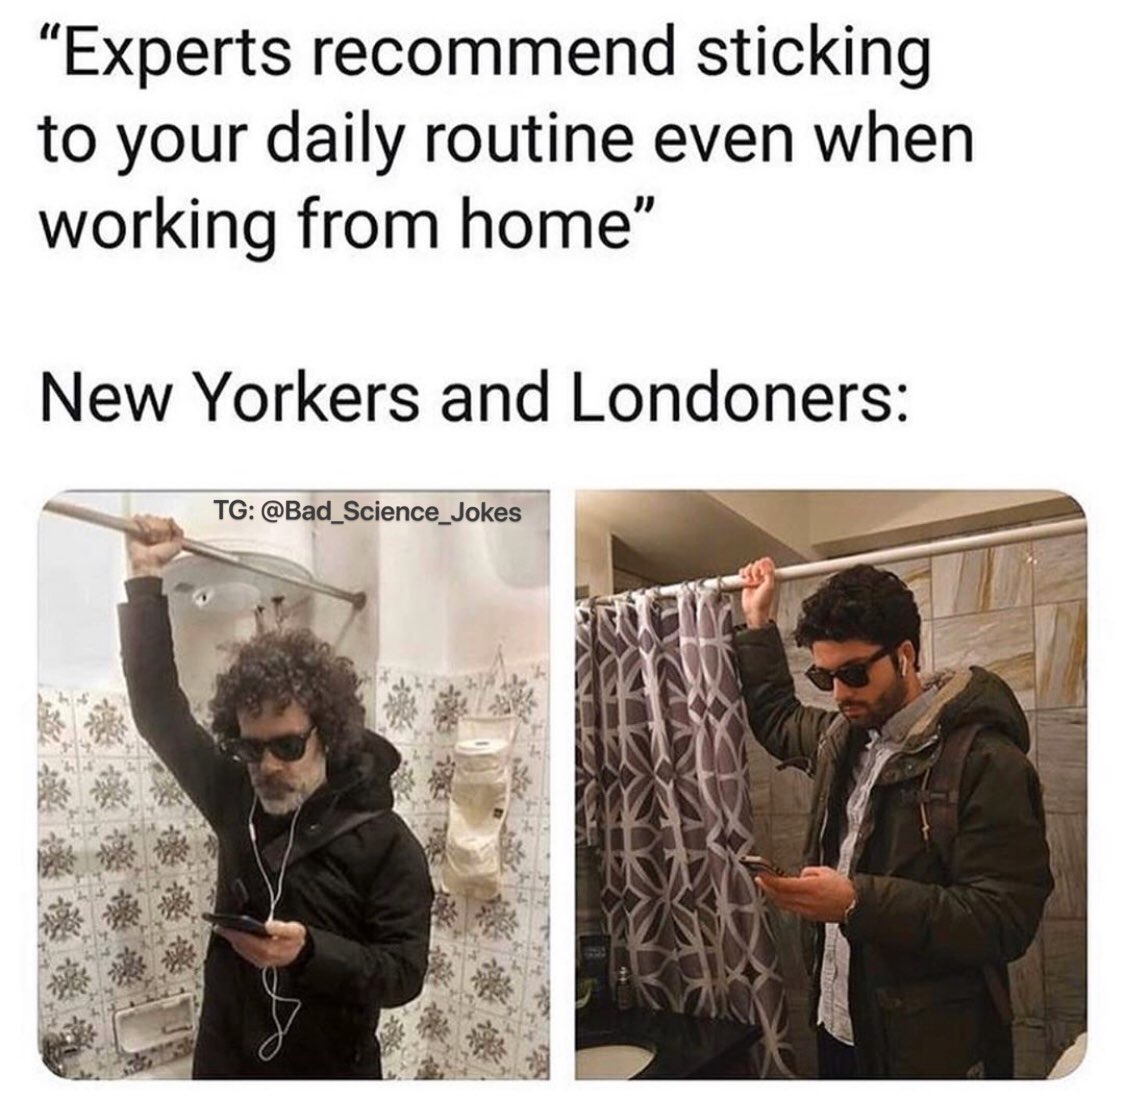 “Experts recommend sticking
to your daily routine even when
working from home”
New Yorkers and Londoners:
TG: @Bad_Science_Jokes